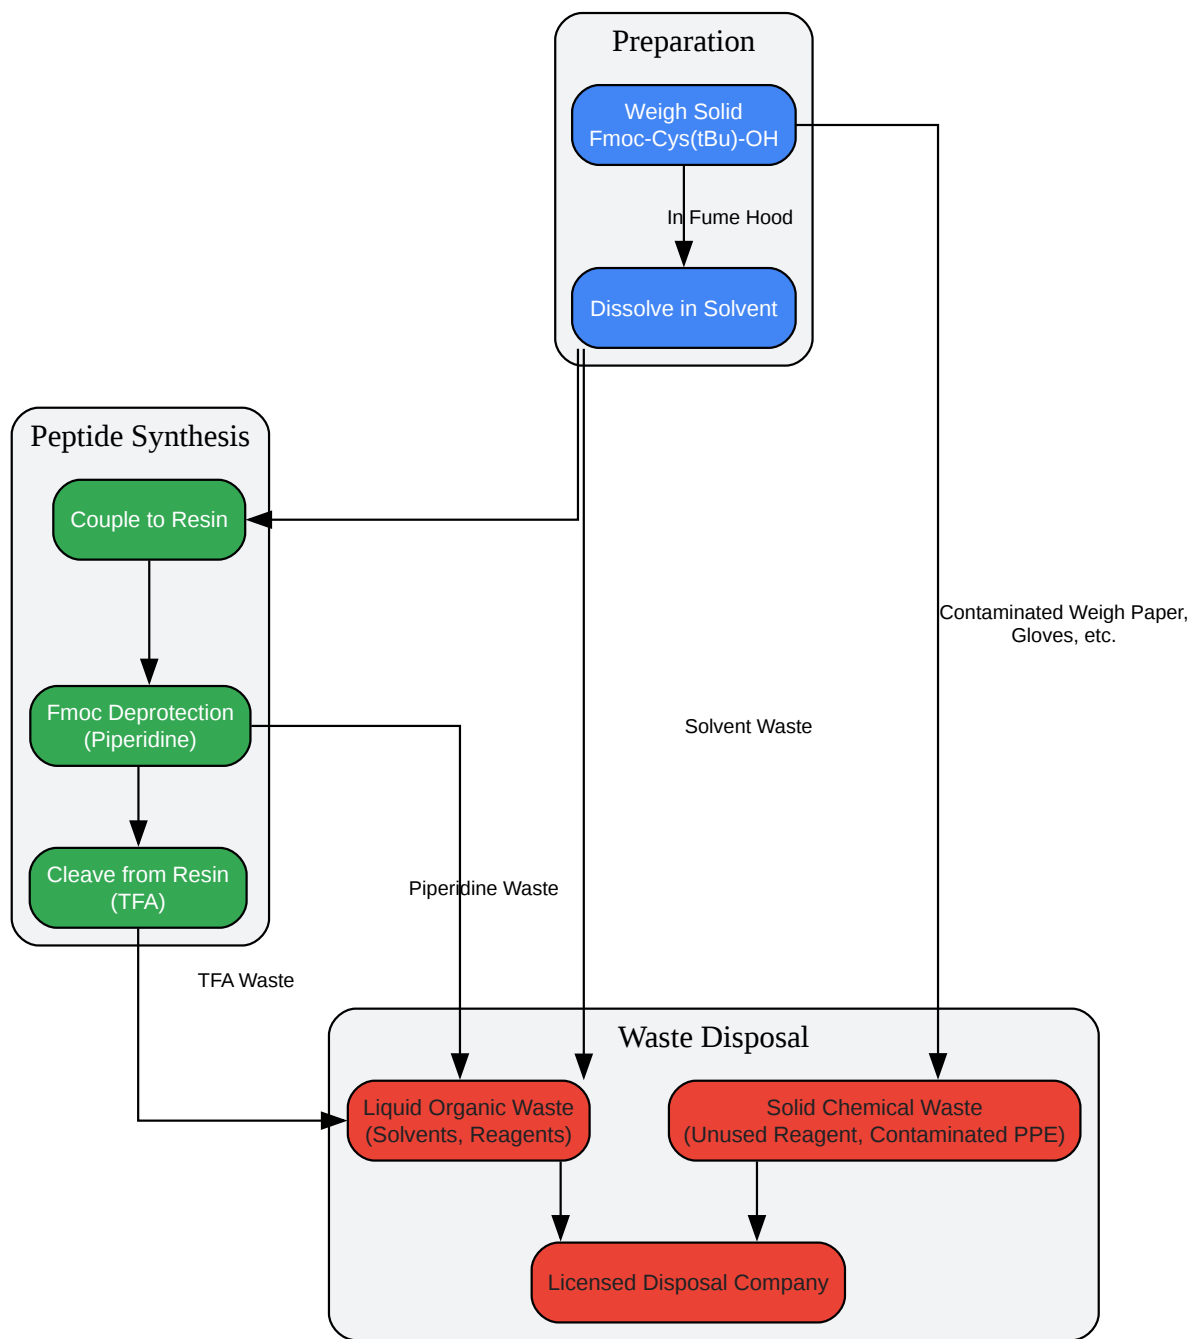 Preparation
Weigh Solid
Fmoc-Cys(tBu)-OH
In Fume Hood
Dissolve in Solvent
Peptide Synthesis
Couple to Resin
Contaminated Weigh Paper,
Gloves, etc.
Fmoc Deprotection
(Piperidine)
Solvent Waste
Cleave from Resin
(TFA)
Piperidine Waste
TFA Waste
Waste Disposal
Liquid Organic Waste
(Solvents, Reagents)
Solid Chemical Waste
(Unused Reagent, Contaminated PPE)
Licensed Disposal Company